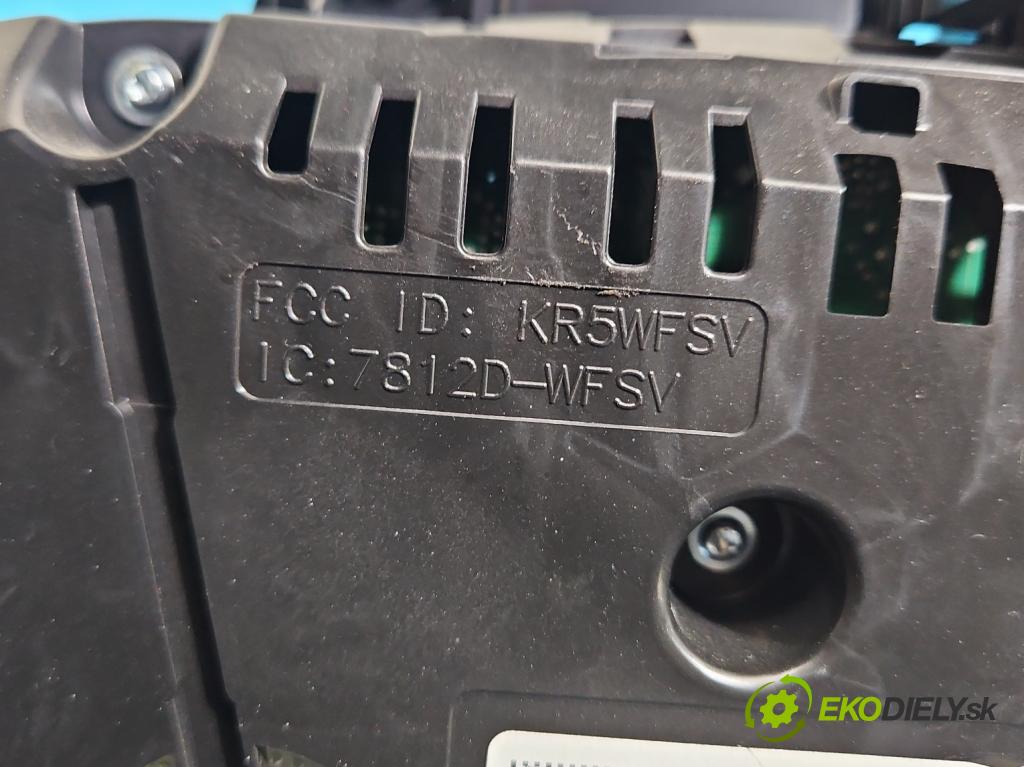 FCC ID: KR5WFSV
IC:7812D-WFSV
EKODIELY.sk